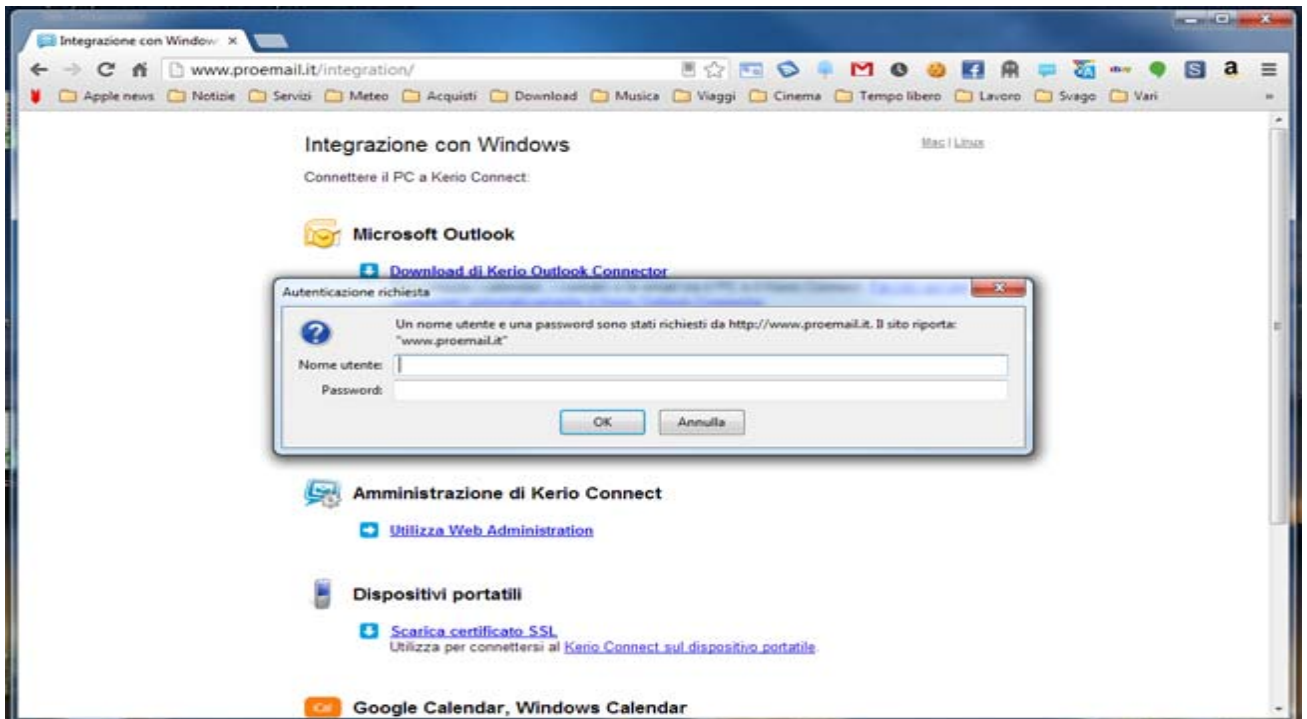 Integrazione con Window
www.proemail.it/integration/
Apple news Notizie Servizi Meteo Acquisti Download Musica Viaggi Cinema Tempo libero Lavoro Svago Vari »
Integrazione con Windows
Mac | Linux
Connettere il PC a Kerio Connect:
Microsoft Outlook
Download di Kerio Outlook Connector
Autenticazione richiesta
Un nome utente e una password sono stati richiesti da http://www.proemail.it. Il sito riporta:
"www.proemail.it"
Nome utente:
Password:
OK Annulla
Amministrazione di Kerio Connect
Utilizza Web Administration
Dispositivi portatili
Scarica certificato SSL
Utilizza per connettersi al Kerio Connect sul dispositivo portatile.
Google Calendar, Windows Calendar